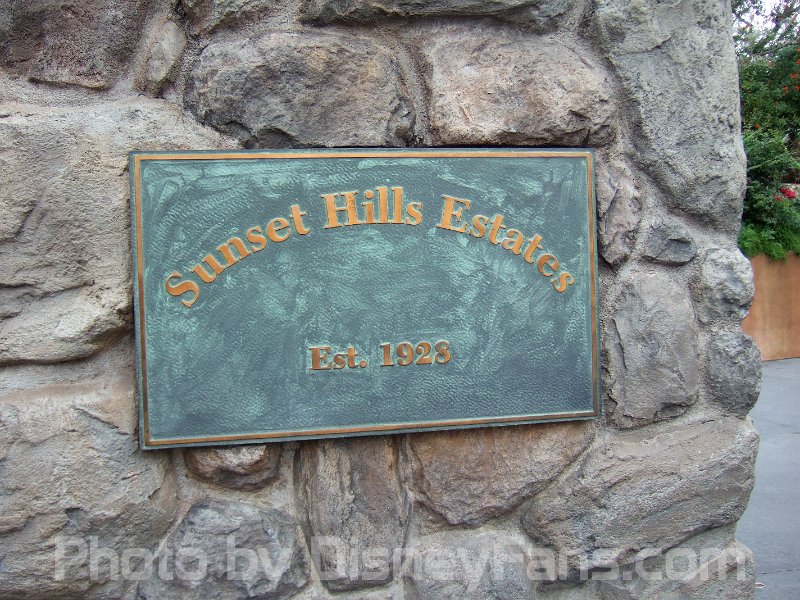 Sunset Hills Estates
Est. 1928
Photo by DisneyFans.com